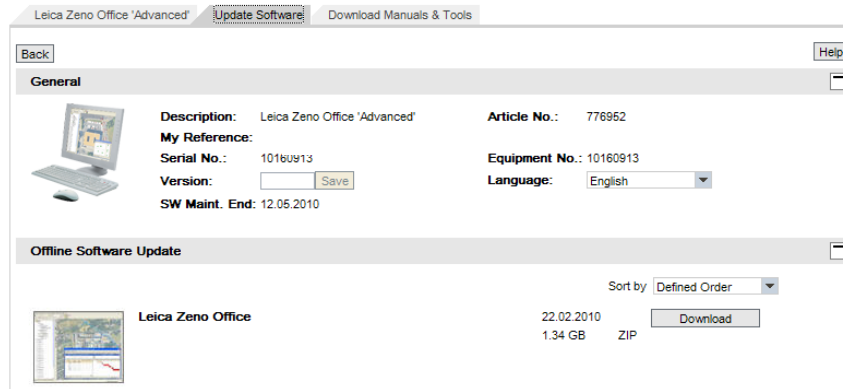 Leica Zeno Office 'Advanced' Update Software Download Manuals & Tools
Back Help
General
Description: Leica Zeno Office 'Advanced' Article No.: 776952
My Reference:
Serial No.: 10160913 Equipment No.: 10160913
Version: Save Language: English
SW Maint. End: 12.05.2010
Offline Software Update
Sort by Defined Order
Leica Zeno Office 22.02.2010 Download
1.34 GB ZIP